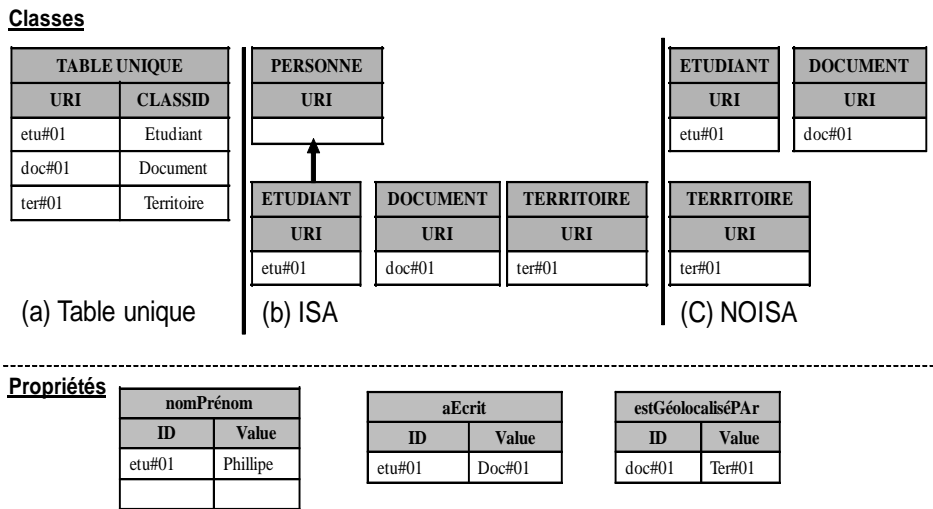 Classes
TABLE UNIQUE
URI CLASSID
etu#01 Etudiant
doc#01 Document
ter#01 Territoire
(a) Table unique
PERSONNE
URI
ETUDIANT
URI
etu#01
DOCUMENT
URI
doc#01
TERRITOIRE
URI
ter#01
(b) ISA
ETUDIANT
URI
etu#01
DOCUMENT
URI
doc#01
TERRITOIRE
URI
ter#01
(C) NOISA
Propriétés
nomPrénom
ID Value
etu#01 Phillipe
aEcrit
ID Value
etu#01 Doc#01
estGéolocaliséPAr
ID Value
doc#01 Ter#01